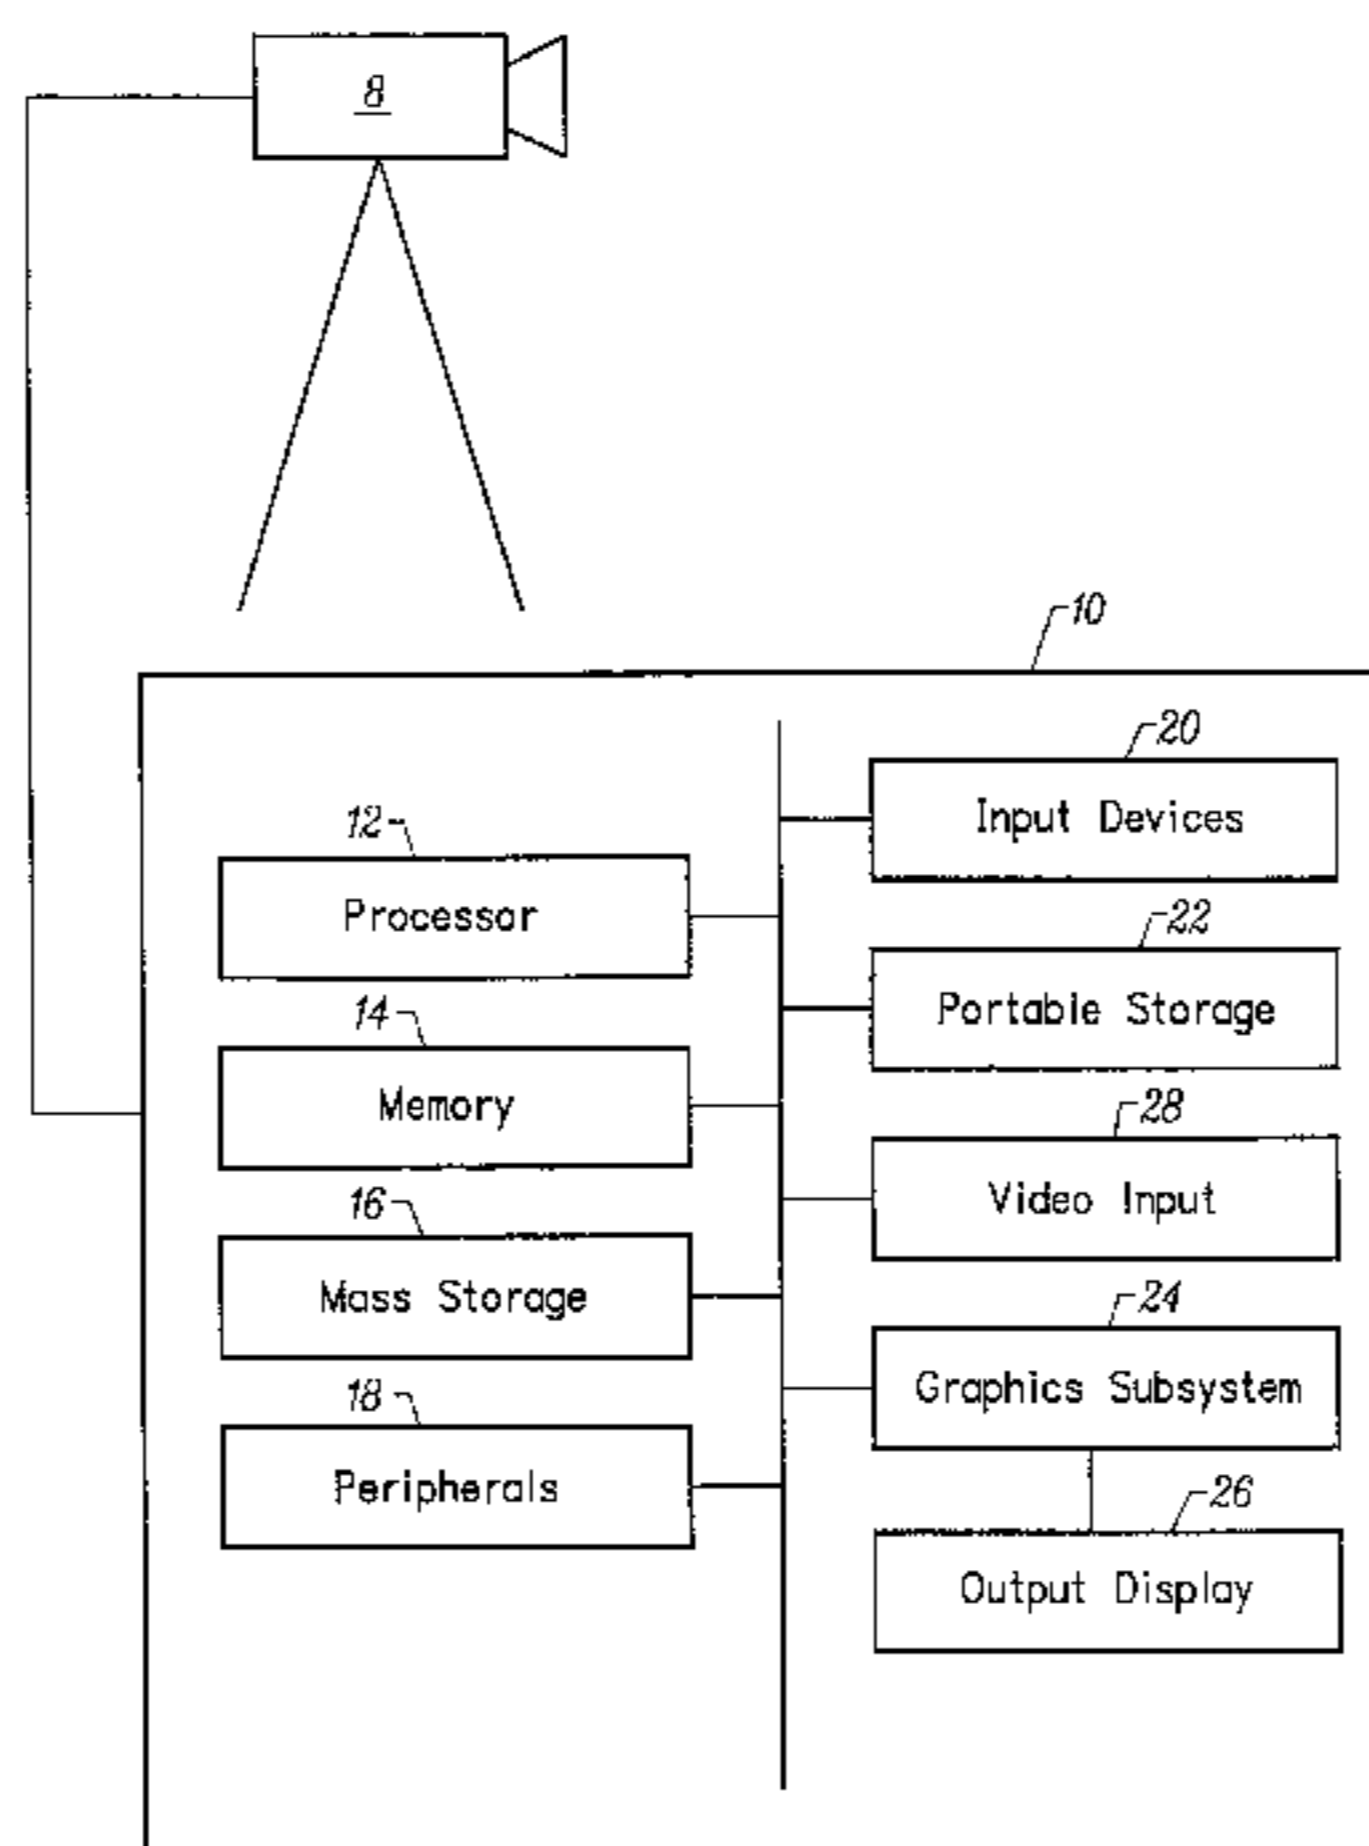 8
10
20
Input Devices
12
Processor
22
Portable Storage
14
Memory
28
Video Input
16
Mass Storage
24
Graphics Subsystem
18
Peripherals
26
Output Display